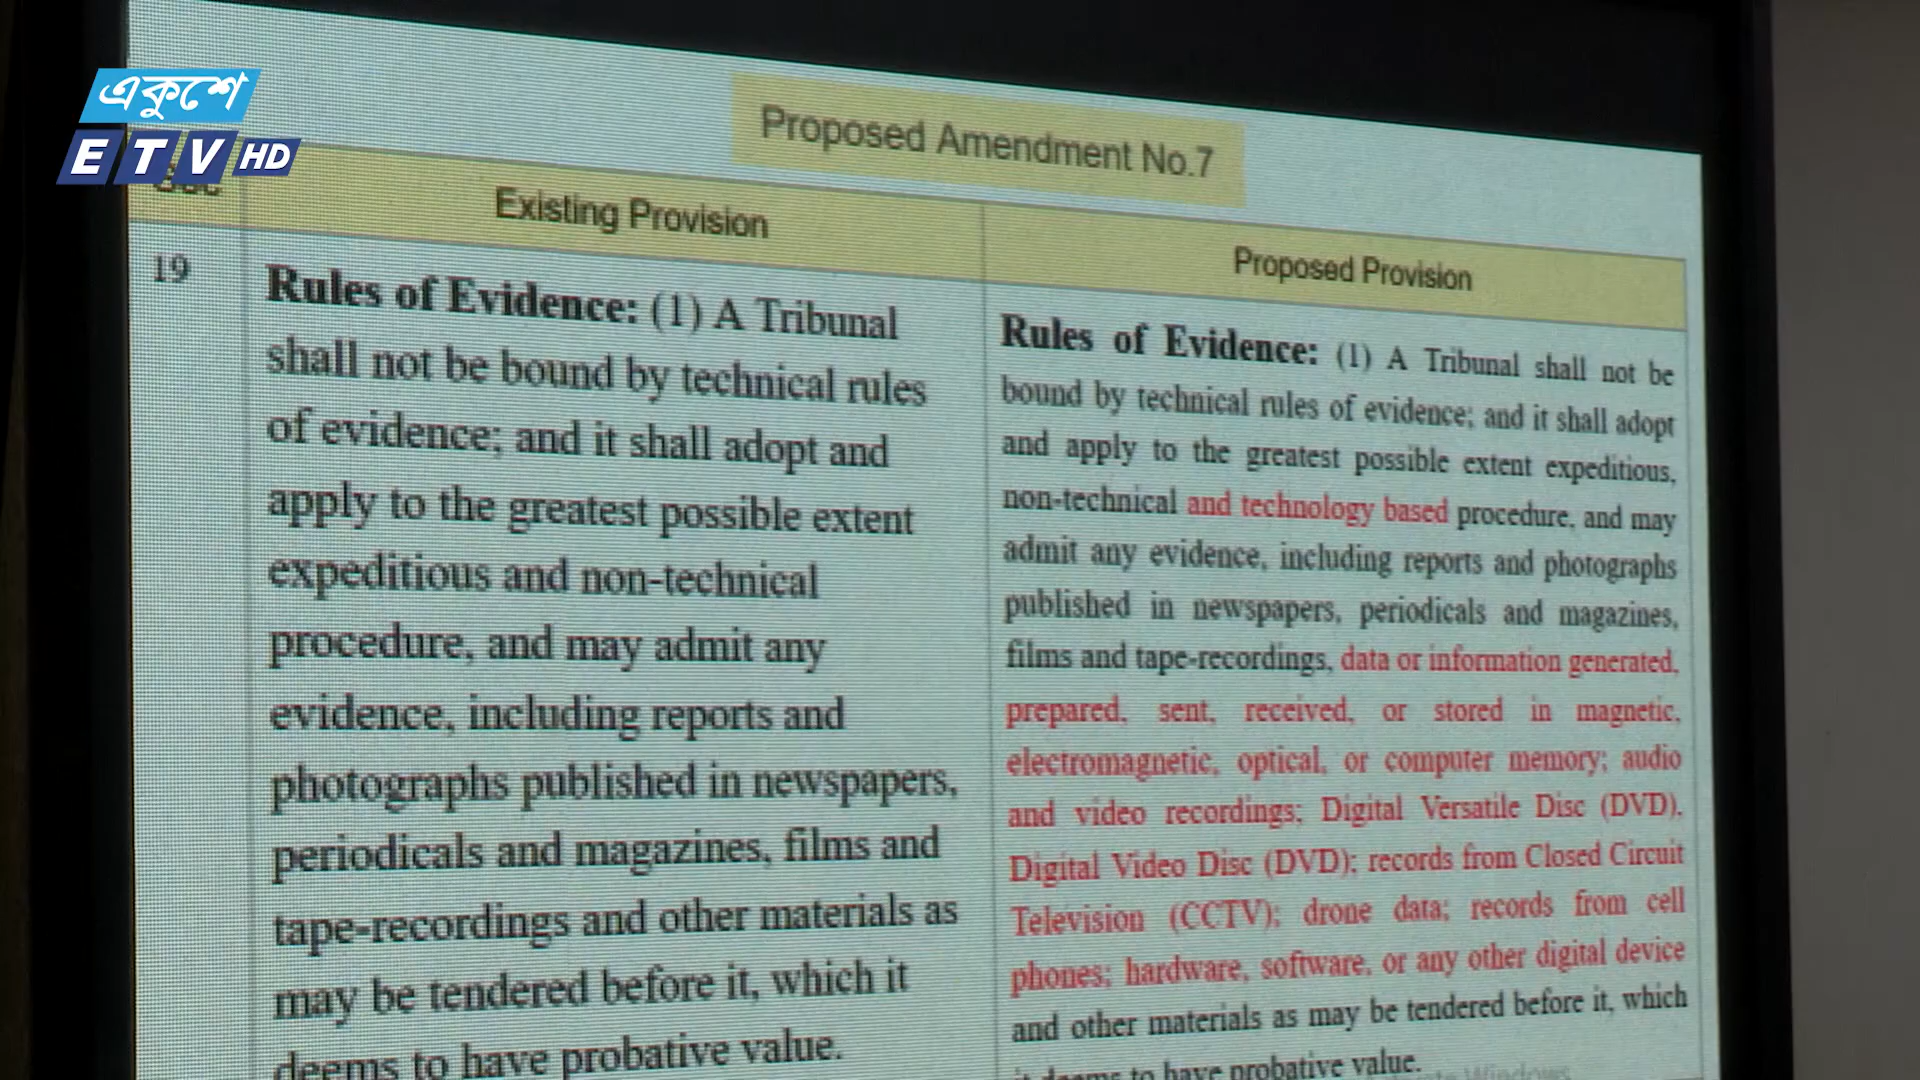 একুশে
ETV HD
Proposed Amendment No.7
Existing Provision
Proposed Provision
19
Rules of Evidence: (1) A Tribunal
shall not be bound by technical rules
of evidence; and it shall adopt and
apply to the greatest possible extent
expeditious and non-technical
procedure, and may admit any
evidence, including reports and
photographs published in newspapers,
periodicals and magazines, films and
tape-recordings and other materials as
may be tendered before it, which it
deems to have probative value.
Rules of Evidence: (1) A Tribunal shall not be
bound by technical rules of evidence; and it shall adopt
and apply to the greatest possible extent expeditious,
non-technical and technology based procedure, and may
admit any evidence, including reports and photographs
published in newspapers, periodicals and magazines,
films and tape-recordings, data or information generated,
prepared, sent, received, or stored in magnetic,
electromagnetic, optical, or computer memory; audio
and video recordings; Digital Versatile Disc (DVD),
Digital Video Disc (DVD); records from Closed Circuit
Television (CCTV); drone data; records from cell
phones; hardware, software, or any other digital device
and other materials as may be tendered before it, which
it deems to have probative value.